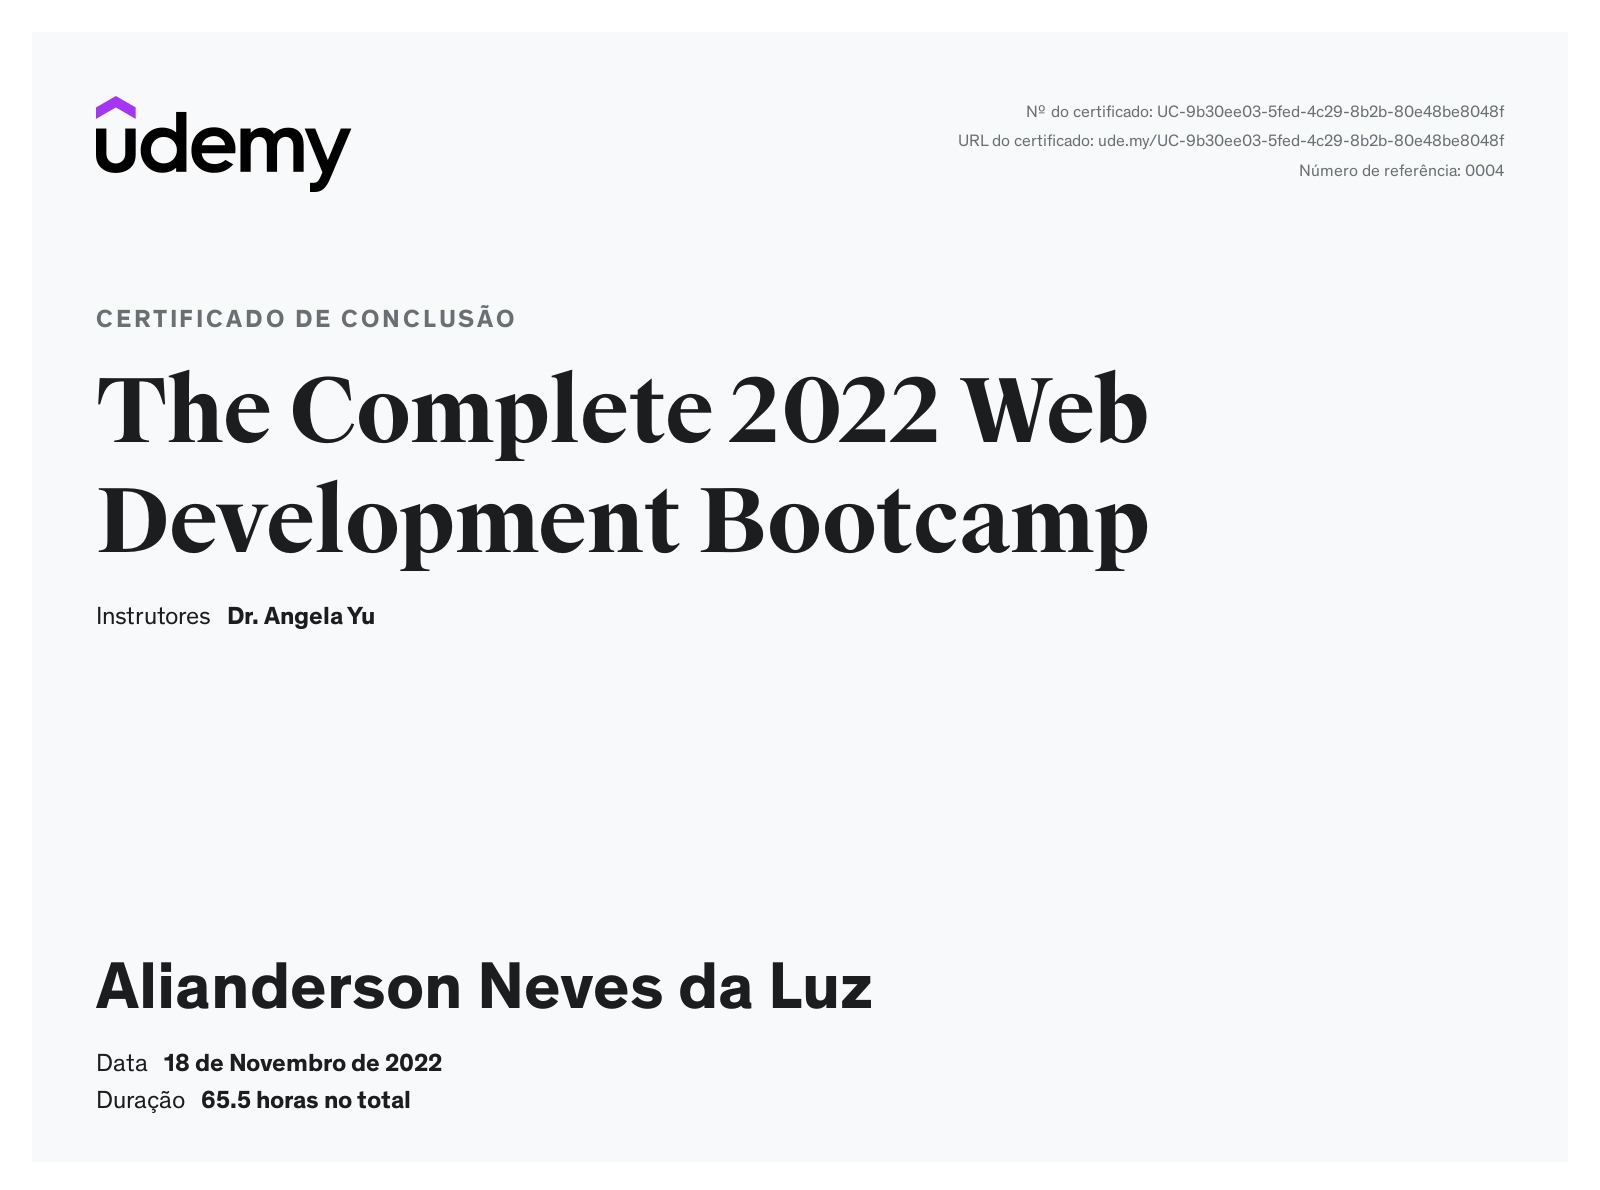 udemy
Nº do certificado: UC-9b30ee03-5fed-4c29-8b2b-80e48be8048f
URL do certificado: ude.my/UC-9b30ee03-5fed-4c29-8b2b-80e48be8048f
Número de referência: 0004
CERTIFICADO DE CONCLUSÃO
The Complete 2022 Web
Development Bootcamp
Instrutores Dr. Angela Yu
Alianderson Neves da Luz
Data 18 de Novembro de 2022
Duração 65.5 horas no total